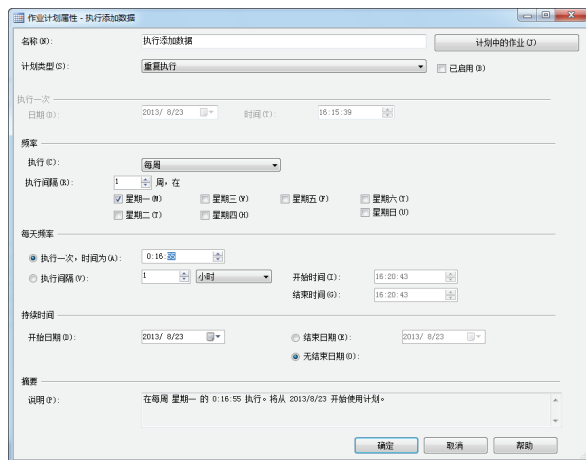 作业计划属性 - 执行添加数据
名称(N): 执行添加数据 计划中的作业(J)
计划类型(S): 重复执行 已启用(B)
执行一次
日期(D): 2013/ 8/23 时间(T): 16:15:39
频率
执行(C): 每周
执行间隔(R): 1 周，在
星期一(M) 星期三(W) 星期五(F) 星期六(Y)
星期二(T) 星期四(H) 星期日(U)
每天频率
执行一次，时间为(A): 0:16:55
执行间隔(V): 1 小时 开始时间(I): 16:20:43
结束时间(G): 16:20:43
持续时间
开始日期(D): 2013/ 8/23 结束日期(E): 2013/ 8/23
无结束日期(O):
摘要
说明(P): 在每周 星期一 的 0:16:55 执行。将从 2013/8/23 开始使用计划。
确定 取消 帮助